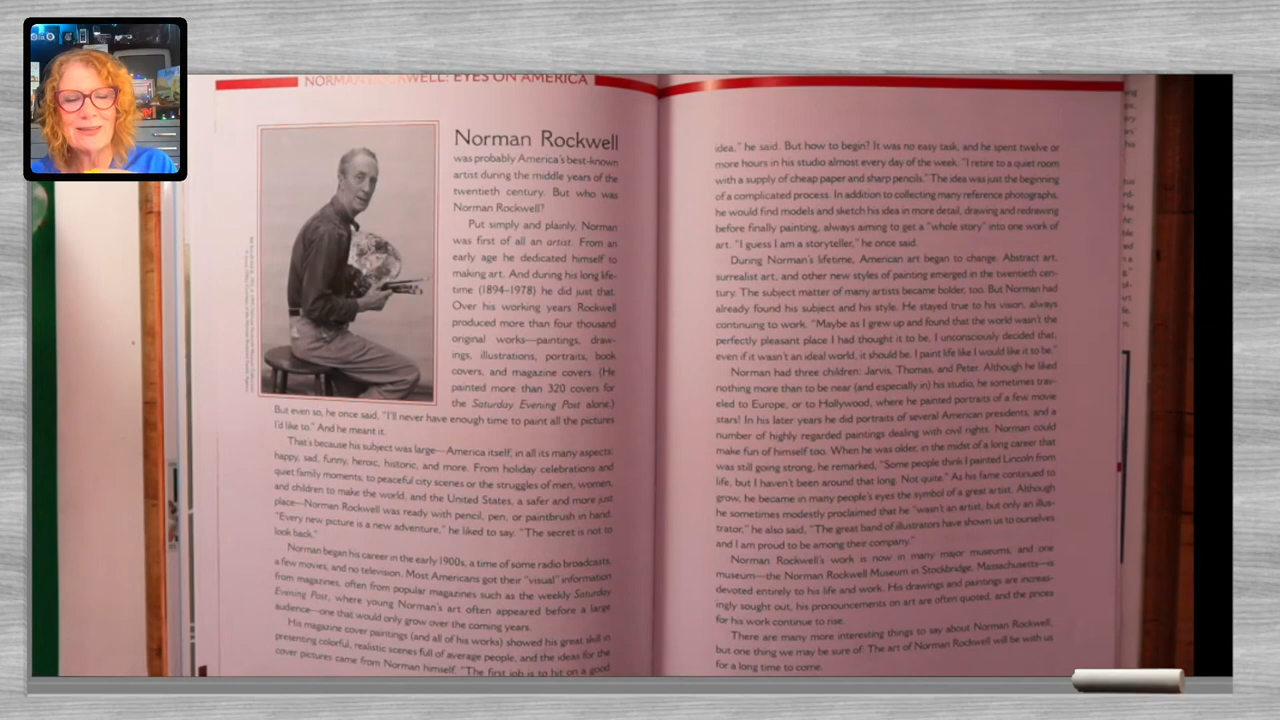 NORMAN ROCKWELL: EYES ON AMERICA
Norman Rockwell
was probably America's best-known
artist during the middle years of the
twentieth century. But who was
Norman Rockwell?
Put simply and plainly, Norman
was first of all an artist. From an
early age he dedicated himself to
making art. And during his long life-
time (1894–1978) he did just that.
Over his working years Rockwell
produced more than four thousand
original works—paintings, draw-
ings, illustrations, portraits, book
covers, and magazine covers. (He
painted more than 320 covers for
the Saturday Evening Post alone.)
But even so, he once said, "I'll never have enough time to paint all the pictures
I'd like to." And he meant it.
That's because his subject was large—America itself, in all its many aspects:
happy, sad, funny, heroic, historic, and more. From holiday celebrations and
quiet family moments, to peaceful city scenes or the struggles of men, women,
and children to make the world, and the United States, a safer and more just
place—Norman Rockwell was ready with pencil, pen, or paintbrush in hand.
"Every new picture is a new adventure," he liked to say. "The secret is not to
look back."
Norman began his career in the early 1900s, a time of some radio broadcasts,
a few movies, and no television. Most Americans got their "visual" information
from magazines, often from popular magazines such as the weekly Saturday
Evening Post, where young Norman's art often appeared before a large
audience—one that would only grow over the coming years.
His magazine cover paintings (and all of his works) showed his great skill in
presenting colorful, realistic scenes full of average people, and the ideas for the
cover pictures came from Norman himself. "The first job is to hit on a good
idea," he said. But how to begin? It was no easy task, and he spent twelve or
more hours in his studio almost every day of the week. "I retire to a quiet room
with a supply of cheap paper and sharp pencils." The idea was just the beginning
of a complicated process. In addition to collecting many reference photographs,
he would find models and sketch his idea in more detail, drawing and redrawing
before finally painting, always aiming to get a "whole story" into one work of
art. "I guess I am a storyteller," he once said.
During Norman's lifetime, American art began to change. Abstract art,
surrealist art, and other new styles of painting emerged in the twentieth cen-
tury. The subject matter of many artists became bolder, too. But Norman had
already found his subject and his style. He stayed true to his vision, always
continuing to work. "Maybe as I grew up and found that the world wasn't the
perfectly pleasant place I had thought it to be, I unconsciously decided that,
even if it wasn't an ideal world, it should be. I paint life like I would like it to be."
Norman had three children: Jarvis, Thomas, and Peter. Although he liked
nothing more than to be near (and especially in) his studio, he sometimes trav-
eled to Europe, or to Hollywood, where he painted portraits of a few movie
stars! In his later years he did portraits of several American presidents, and a
number of highly regarded paintings dealing with civil rights. Norman could
make fun of himself too. When he was older, in the midst of a long career that
was still going strong, he remarked, "Some people think I painted Lincoln from
life, but I haven't been around that long. Not quite." As his fame continued to
grow, he became in many people's eyes the symbol of a great artist. Although
he sometimes modestly proclaimed that he "wasn't an artist, but only an illus-
trator," he also said, "The great band of illustrators have shown us to ourselves
and I am proud to be among their company."
Norman Rockwell's work is now in many major museums, and one
museum—the Norman Rockwell Museum in Stockbridge, Massachusetts—is
devoted entirely to his life and work. His drawings and paintings are increas-
ingly sought out, his pronouncements on art are often quoted, and the prices
for his work continue to rise.
There are many more interesting things to say about Norman Rockwell,
but one thing we may be sure of: The art of Norman Rockwell will be with us
for a long time to come.